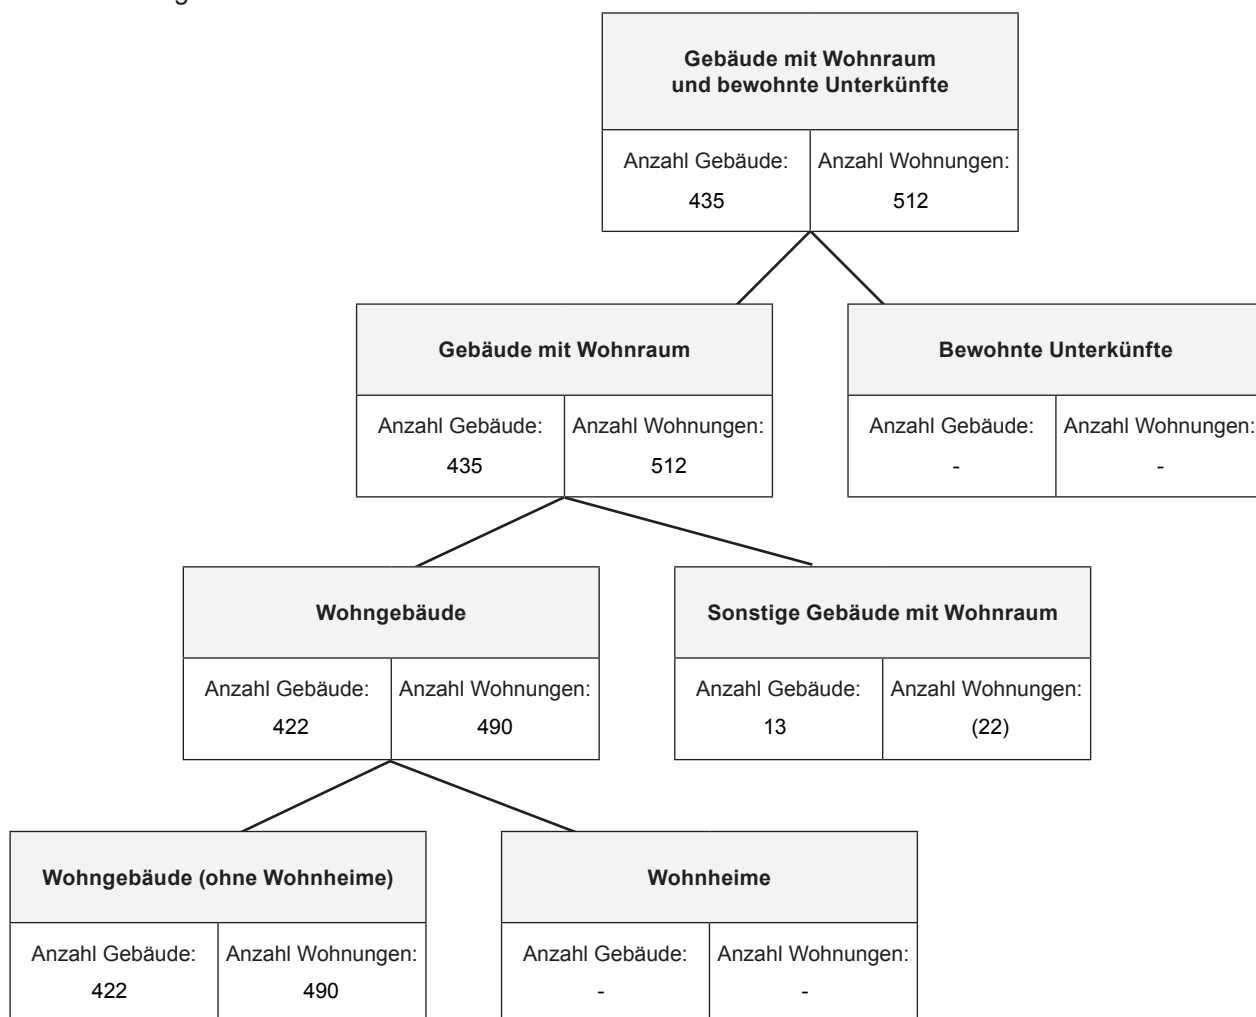 Gebäude mit Wohnraum
und bewohnte Unterkünfte
Anzahl Gebäude: Anzahl Wohnungen:
435 512
Gebäude mit Wohnraum
Anzahl Gebäude: Anzahl Wohnungen:
435 512
Bewohnte Unterkünfte
Anzahl Gebäude: Anzahl Wohnungen:
- -
Wohngebäude
Anzahl Gebäude: Anzahl Wohnungen:
422 490
Sonstige Gebäude mit Wohnraum
Anzahl Gebäude: Anzahl Wohnungen:
13 (22)
Wohngebäude (ohne Wohnheime)
Anzahl Gebäude: Anzahl Wohnungen:
422 490
Wohnheime
Anzahl Gebäude: Anzahl Wohnungen:
- -